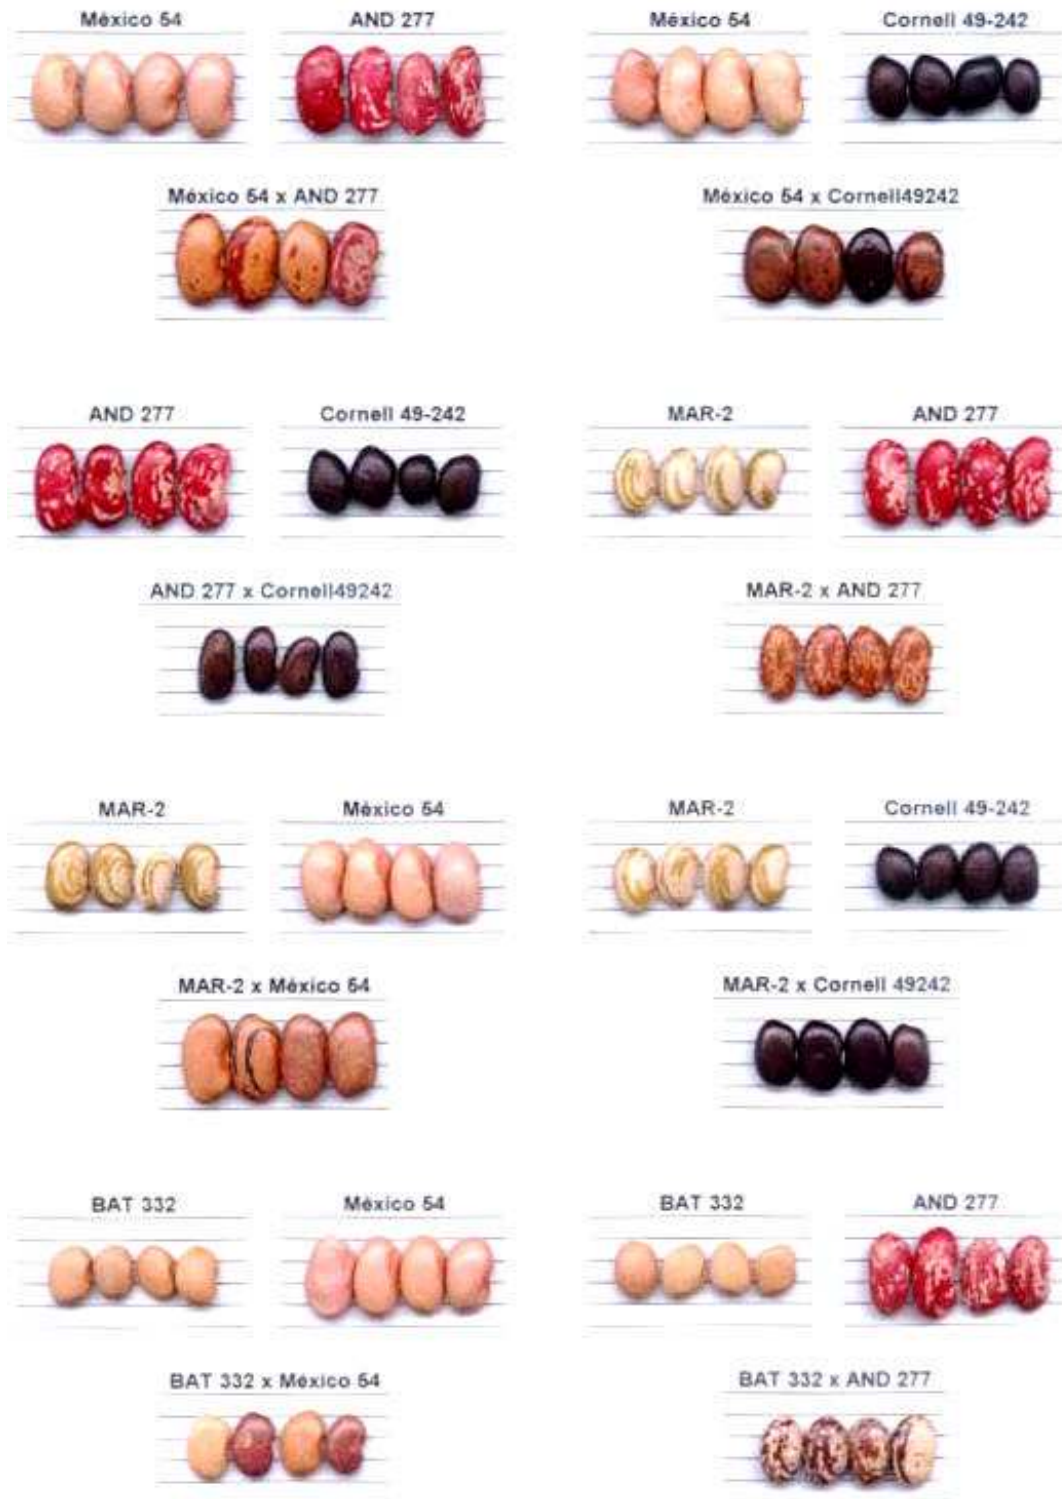 México 54
AND 277
México 54
Cornell 49-242
México 54 x AND 277
México 54 x Cornell49242
AND 277
Cornell 49-242
MAR-2
AND 277
AND 277 x Cornell49242
MAR-2 x AND 277
MAR-2
México 54
MAR-2
Cornell 49-242
MAR-2 x México 54
MAR-2 x Cornell 49242
BAT 332
México 54
BAT 332
AND 277
BAT 332 x México 54
BAT 332 x AND 277